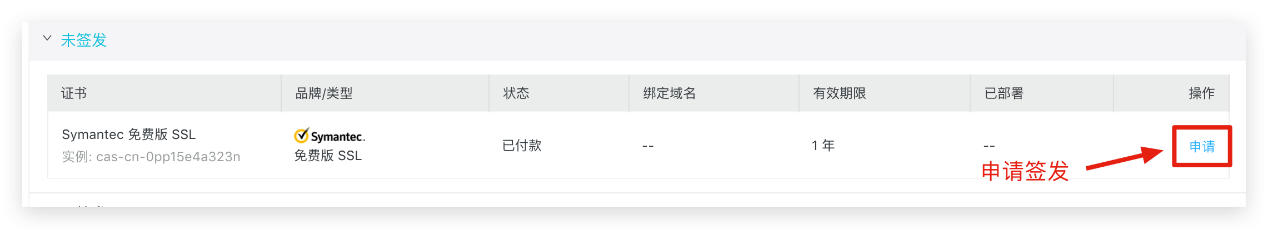 未签发
证书 品牌/类型 状态 绑定域名 有效期限 已部署 操作
Symantec 免费版 SSL
实例: cas-cn-0pp15e4a323n
Symantec.
免费版 SSL
已付款
--
1 年
--
申请
申请签发